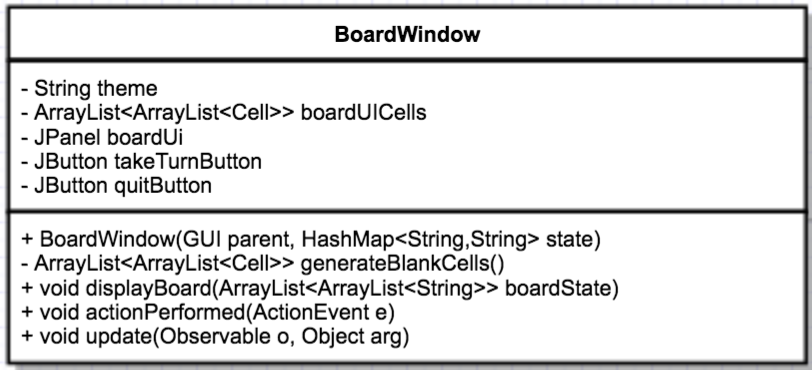 BoardWindow
- String theme
- ArrayList<ArrayList<Cell>> boardUICells
- JPanel boardUi
- JButton takeTurnButton
- JButton quitButton
+ BoardWindow(GUI parent, HashMap<String,String> state)
- ArrayList<ArrayList<Cell>> generateBlankCells()
+ void displayBoard(ArrayList<ArrayList<String>> boardState)
+ void actionPerformed(ActionEvent e)
+ void update(Observable o, Object arg)